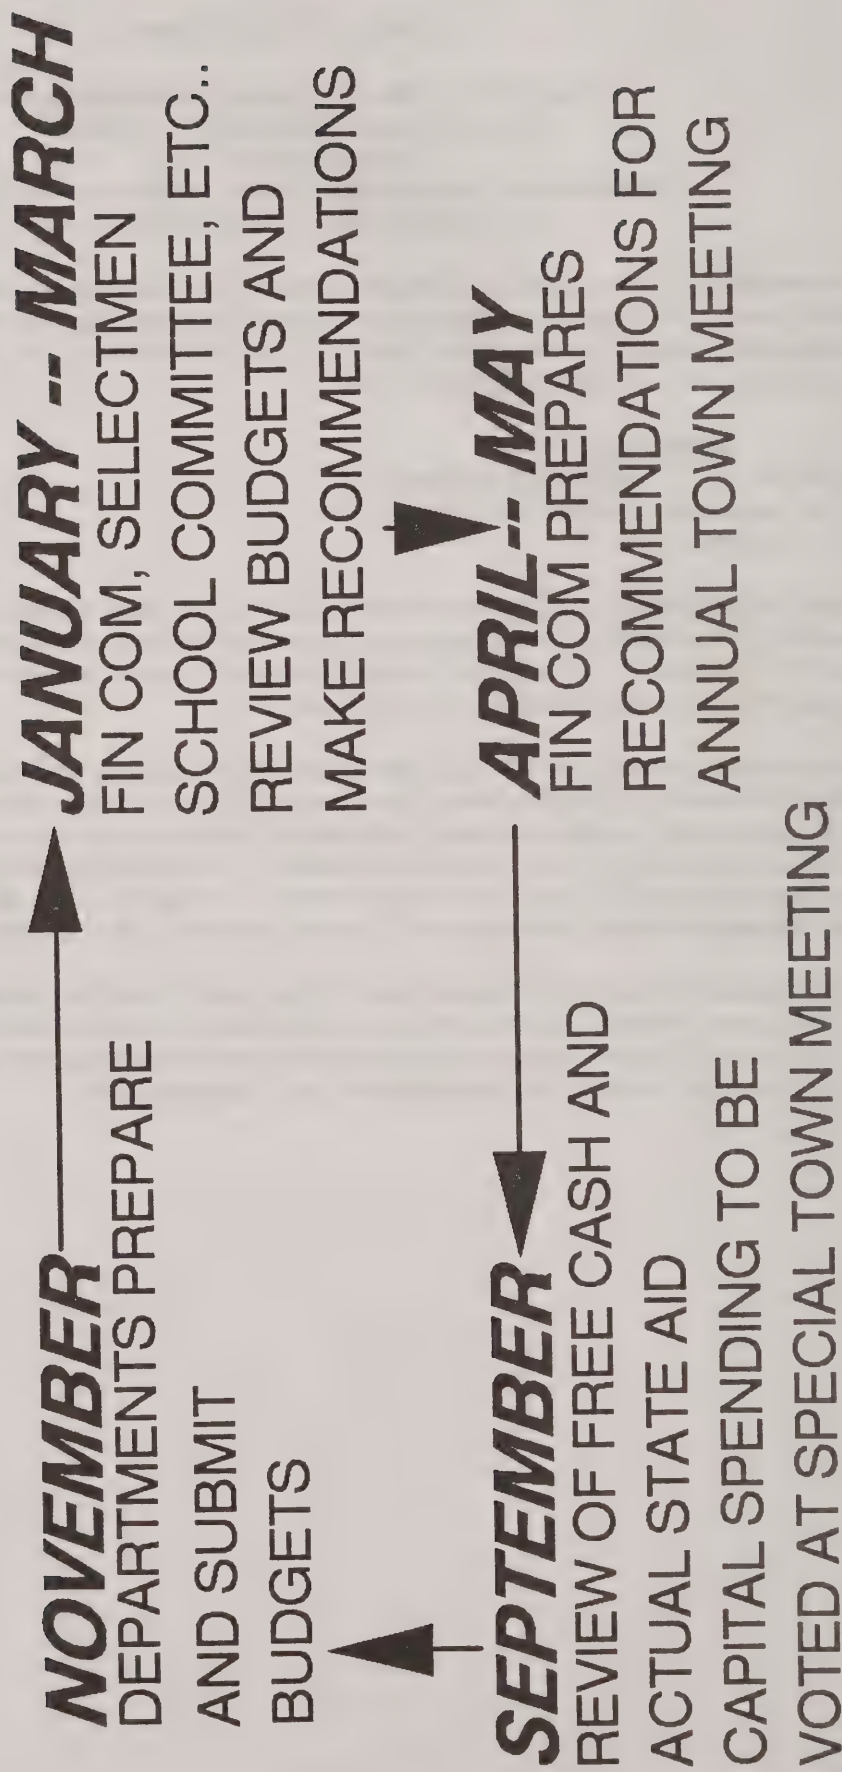 NOVEMBER
DEPARTMENTS PREPARE
AND SUBMIT
BUDGETS
JANUARY -- MARCH
FIN COM, SELECTMEN
SCHOOL COMMITTEE, ETC..
REVIEW BUDGETS AND
MAKE RECOMMENDATIONS
APRIL-- MAY
FIN COM PREPARES
RECOMMENDATIONS FOR
ANNUAL TOWN MEETING
SEPTEMBER
REVIEW OF FREE CASH AND
ACTUAL STATE AID
CAPITAL SPENDING TO BE
VOTED AT SPECIAL TOWN MEETING